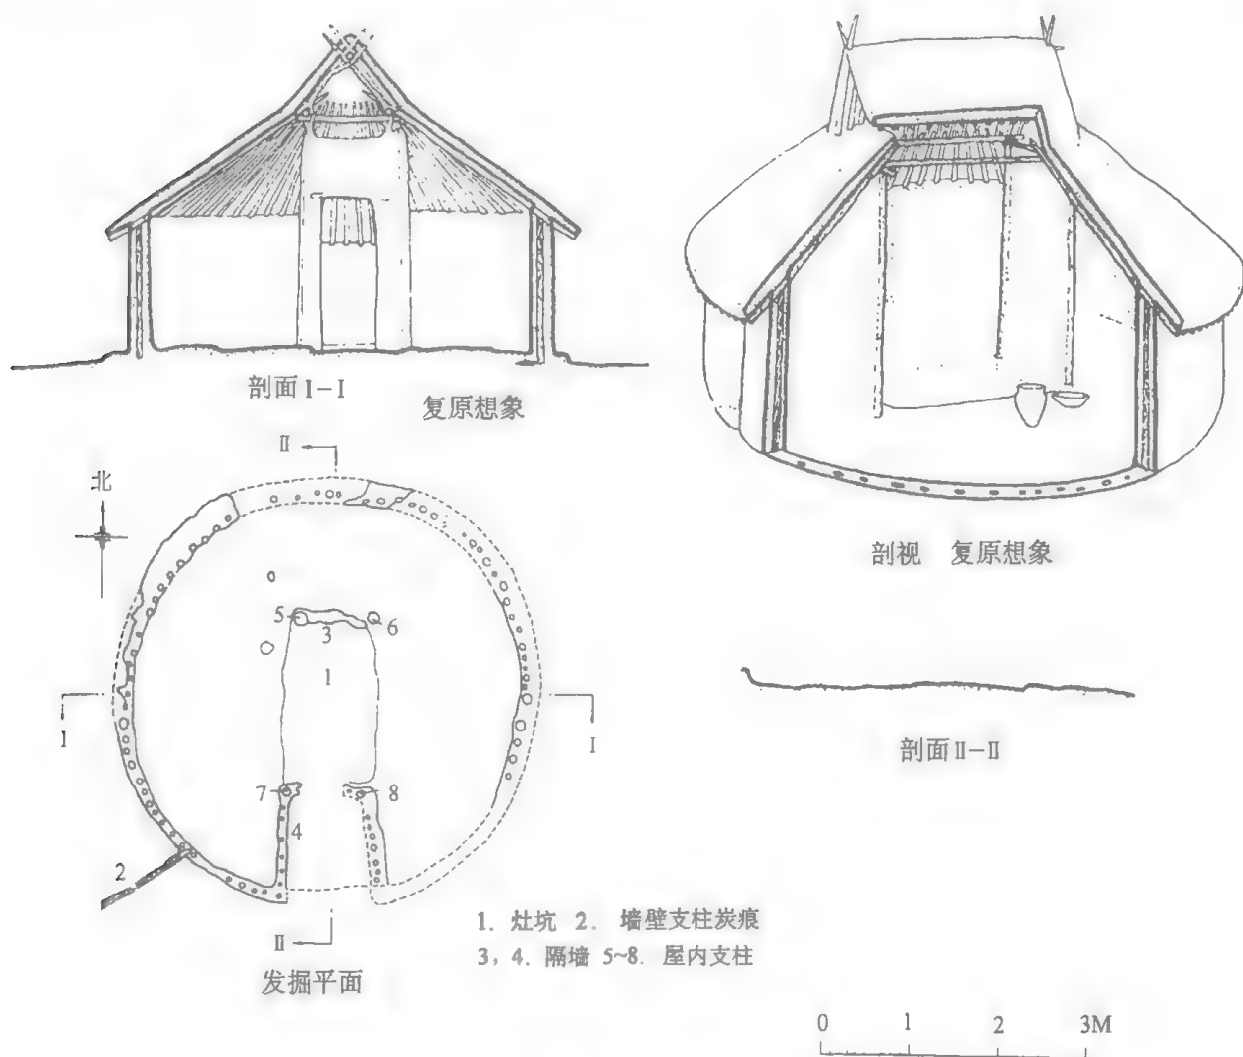 剖面 I-I
复原想象
剖视 复原想象
II
北
5
3
6
1
I
I
剖面 II-II
7
8
4
2
II
发掘平面
1. 灶坑 2. 墙壁支柱炭痕
3, 4. 隔墙 5~8. 屋内支柱
0 1 2 3M